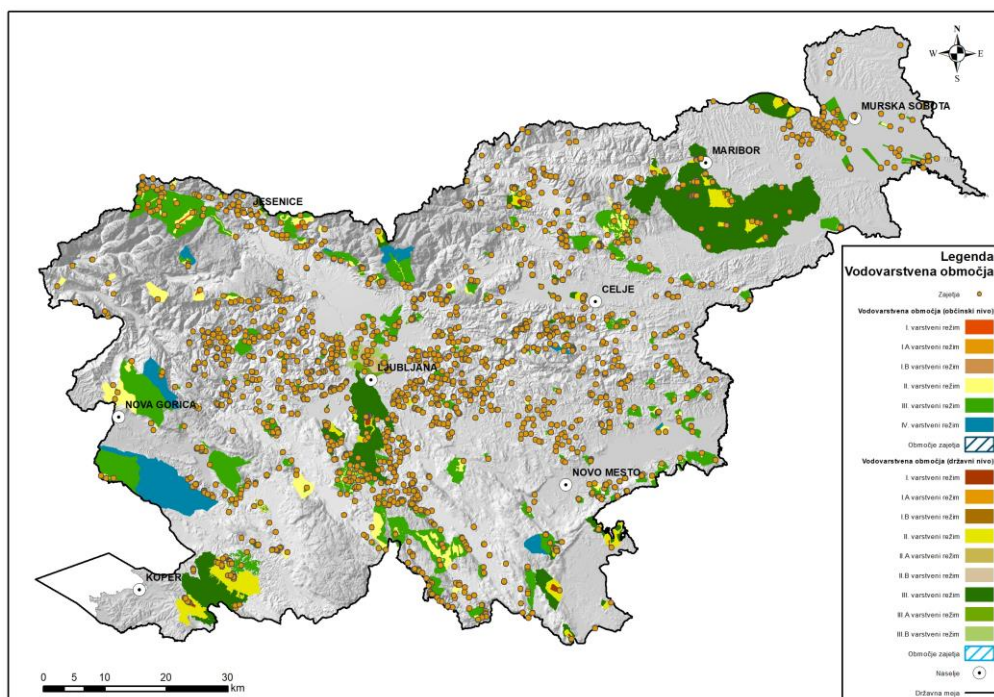 N
W E
S
MURSKA SOBOTA
MARIBOR
JESENICE
CELJE
LJUBLJANA
NOVA GORICA
NOVO MESTO
KOPER
0 5 10 20 30
km
Legenda
Vodovarstvena območja
Zajetja
Vodovarstvena območja (občinski nivo)
I. varstveni režim
I.A varstveni režim
I.B varstveni režim
II. varstveni režim
III. varstveni režim
IV. varstveni režim
Območje zajetja
Vodovarstvena območja (državni nivo)
I. varstveni režim
I.A varstveni režim
I.B varstveni režim
II. varstveni režim
II.A varstveni režim
II.B varstveni režim
III. varstveni režim
III.A varstveni režim
III.B varstveni režim
Območje zajetja
Naselje
Državna meja